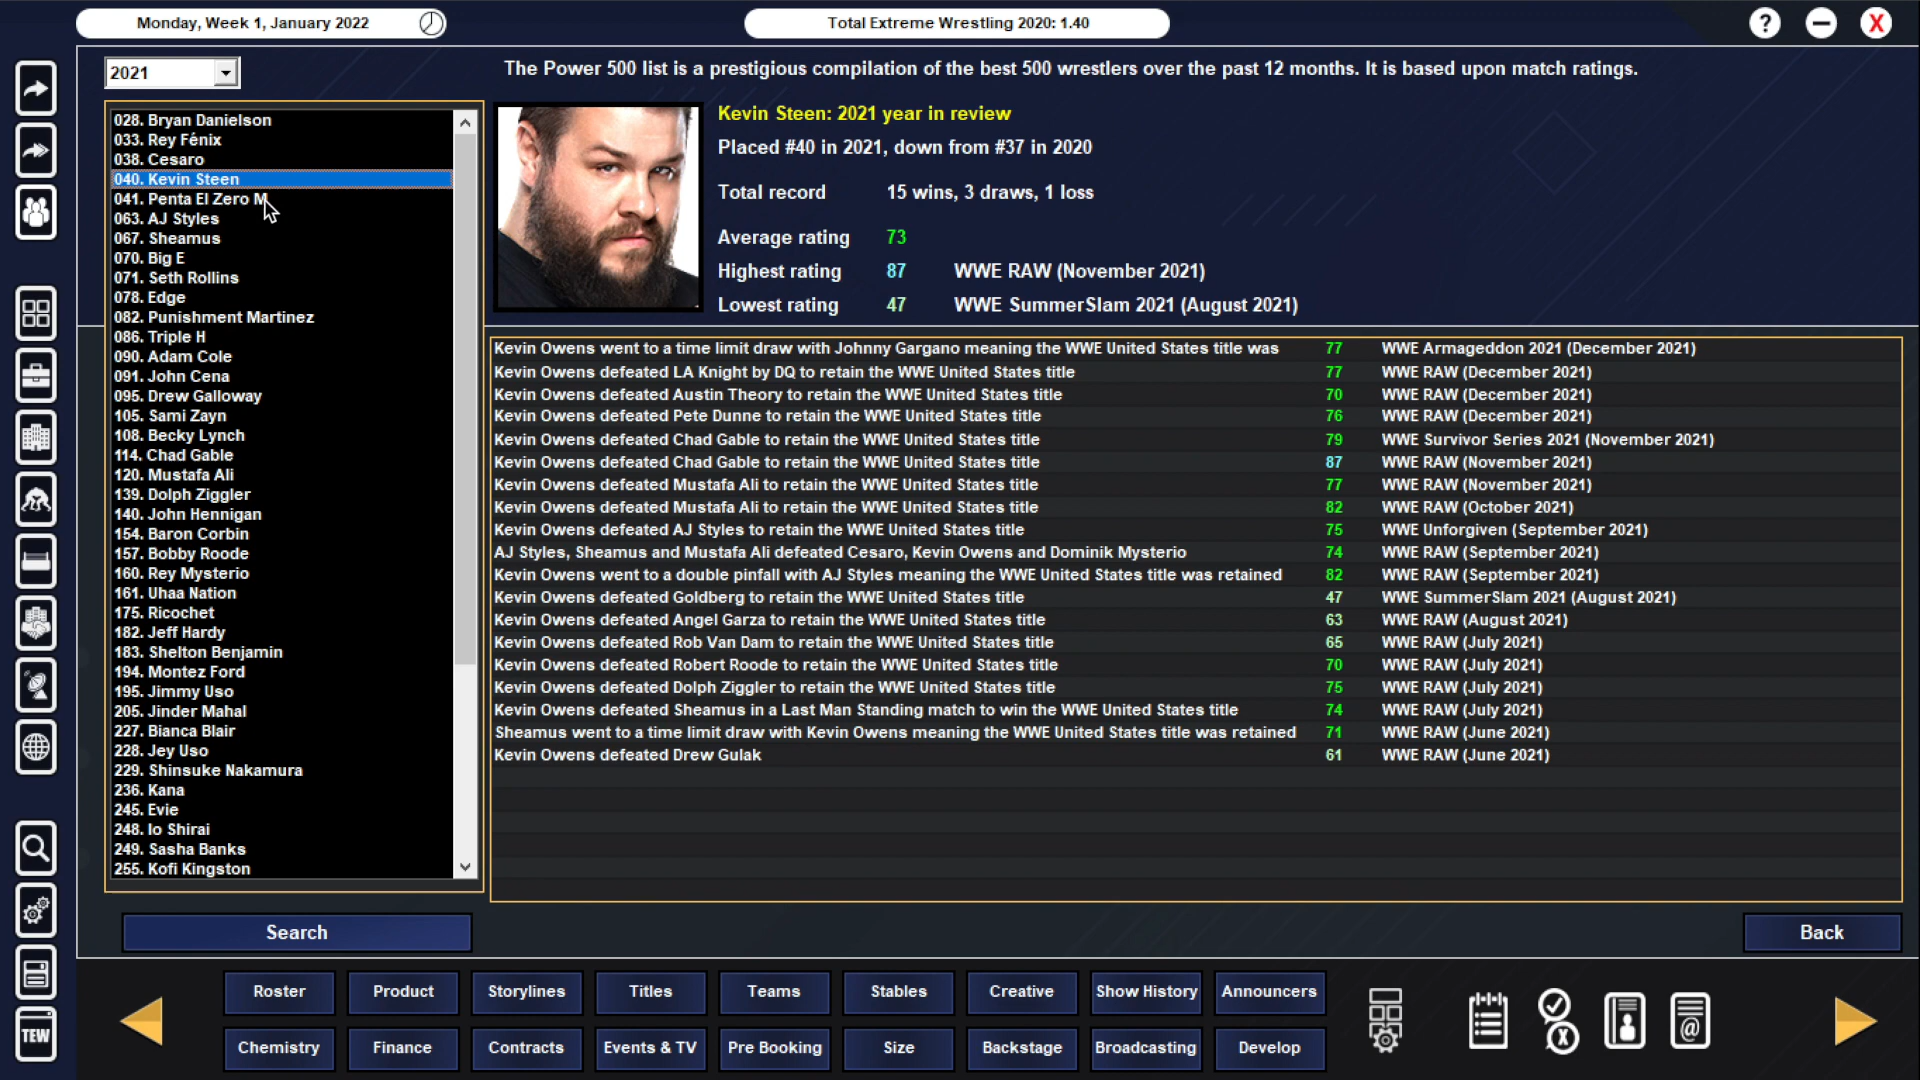 Monday, Week 1, January 2022
Total Extreme Wrestling 2020: 1.40
?
X
2021
The Power 500 list is a prestigious compilation of the best 500 wrestlers over the past 12 months. It is based upon match ratings.
028. Bryan Danielson
033. Rey Fénix
038. Cesaro
040. Kevin Steen
041. Penta El Zero M
063. AJ Styles
067. Sheamus
070. Big E
071. Seth Rollins
078. Edge
082. Punishment Martinez
086. Triple H
090. Adam Cole
091. John Cena
095. Drew Galloway
105. Sami Zayn
108. Becky Lynch
114. Chad Gable
120. Mustafa Ali
139. Dolph Ziggler
140. John Hennigan
154. Baron Corbin
157. Bobby Roode
160. Rey Mysterio
161. Uhaa Nation
175. Ricochet
182. Jeff Hardy
183. Shelton Benjamin
194. Montez Ford
195. Jimmy Uso
205. Jinder Mahal
227. Bianca Blair
228. Jey Uso
229. Shinsuke Nakamura
236. Kana
245. Evie
248. Io Shirai
249. Sasha Banks
255. Kofi Kingston
Kevin Steen: 2021 year in review
Placed #40 in 2021, down from #37 in 2020
Total record 15 wins, 3 draws, 1 loss
Average rating 73
Highest rating 87 WWE RAW (November 2021)
Lowest rating 47 WWE SummerSlam 2021 (August 2021)
Kevin Owens went to a time limit draw with Johnny Gargano meaning the WWE United States title was 77 WWE Armageddon 2021 (December 2021)
Kevin Owens defeated LA Knight by DQ to retain the WWE United States title 77 WWE RAW (December 2021)
Kevin Owens defeated Austin Theory to retain the WWE United States title 70 WWE RAW (December 2021)
Kevin Owens defeated Pete Dunne to retain the WWE United States title 76 WWE RAW (December 2021)
Kevin Owens defeated Chad Gable to retain the WWE United States title 79 WWE Survivor Series 2021 (November 2021)
Kevin Owens defeated Chad Gable to retain the WWE United States title 87 WWE RAW (November 2021)
Kevin Owens defeated Mustafa Ali to retain the WWE United States title 77 WWE RAW (November 2021)
Kevin Owens defeated Mustafa Ali to retain the WWE United States title 82 WWE RAW (October 2021)
Kevin Owens defeated AJ Styles to retain the WWE United States title 75 WWE Unforgiven (September 2021)
AJ Styles, Sheamus and Mustafa Ali defeated Cesaro, Kevin Owens and Dominik Mysterio 74 WWE RAW (September 2021)
Kevin Owens went to a double pinfall with AJ Styles meaning the WWE United States title was retained 82 WWE RAW (September 2021)
Kevin Owens defeated Goldberg to retain the WWE United States title 47 WWE SummerSlam 2021 (August 2021)
Kevin Owens defeated Angel Garza to retain the WWE United States title 63 WWE RAW (August 2021)
Kevin Owens defeated Rob Van Dam to retain the WWE United States title 65 WWE RAW (July 2021)
Kevin Owens defeated Robert Roode to retain the WWE United States title 70 WWE RAW (July 2021)
Kevin Owens defeated Dolph Ziggler to retain the WWE United States title 75 WWE RAW (July 2021)
Kevin Owens defeated Sheamus in a Last Man Standing match to win the WWE United States title 74 WWE RAW (July 2021)
Sheamus went to a time limit draw with Kevin Owens meaning the WWE United States title was retained 71 WWE RAW (June 2021)
Kevin Owens defeated Drew Gulak 61 WWE RAW (June 2021)
Search
Back
Roster Product Storylines Titles Teams Stables Creative Show History Announcers
Chemistry Finance Contracts Events & TV Pre Booking Size Backstage Broadcasting Develop
TEW
X
@